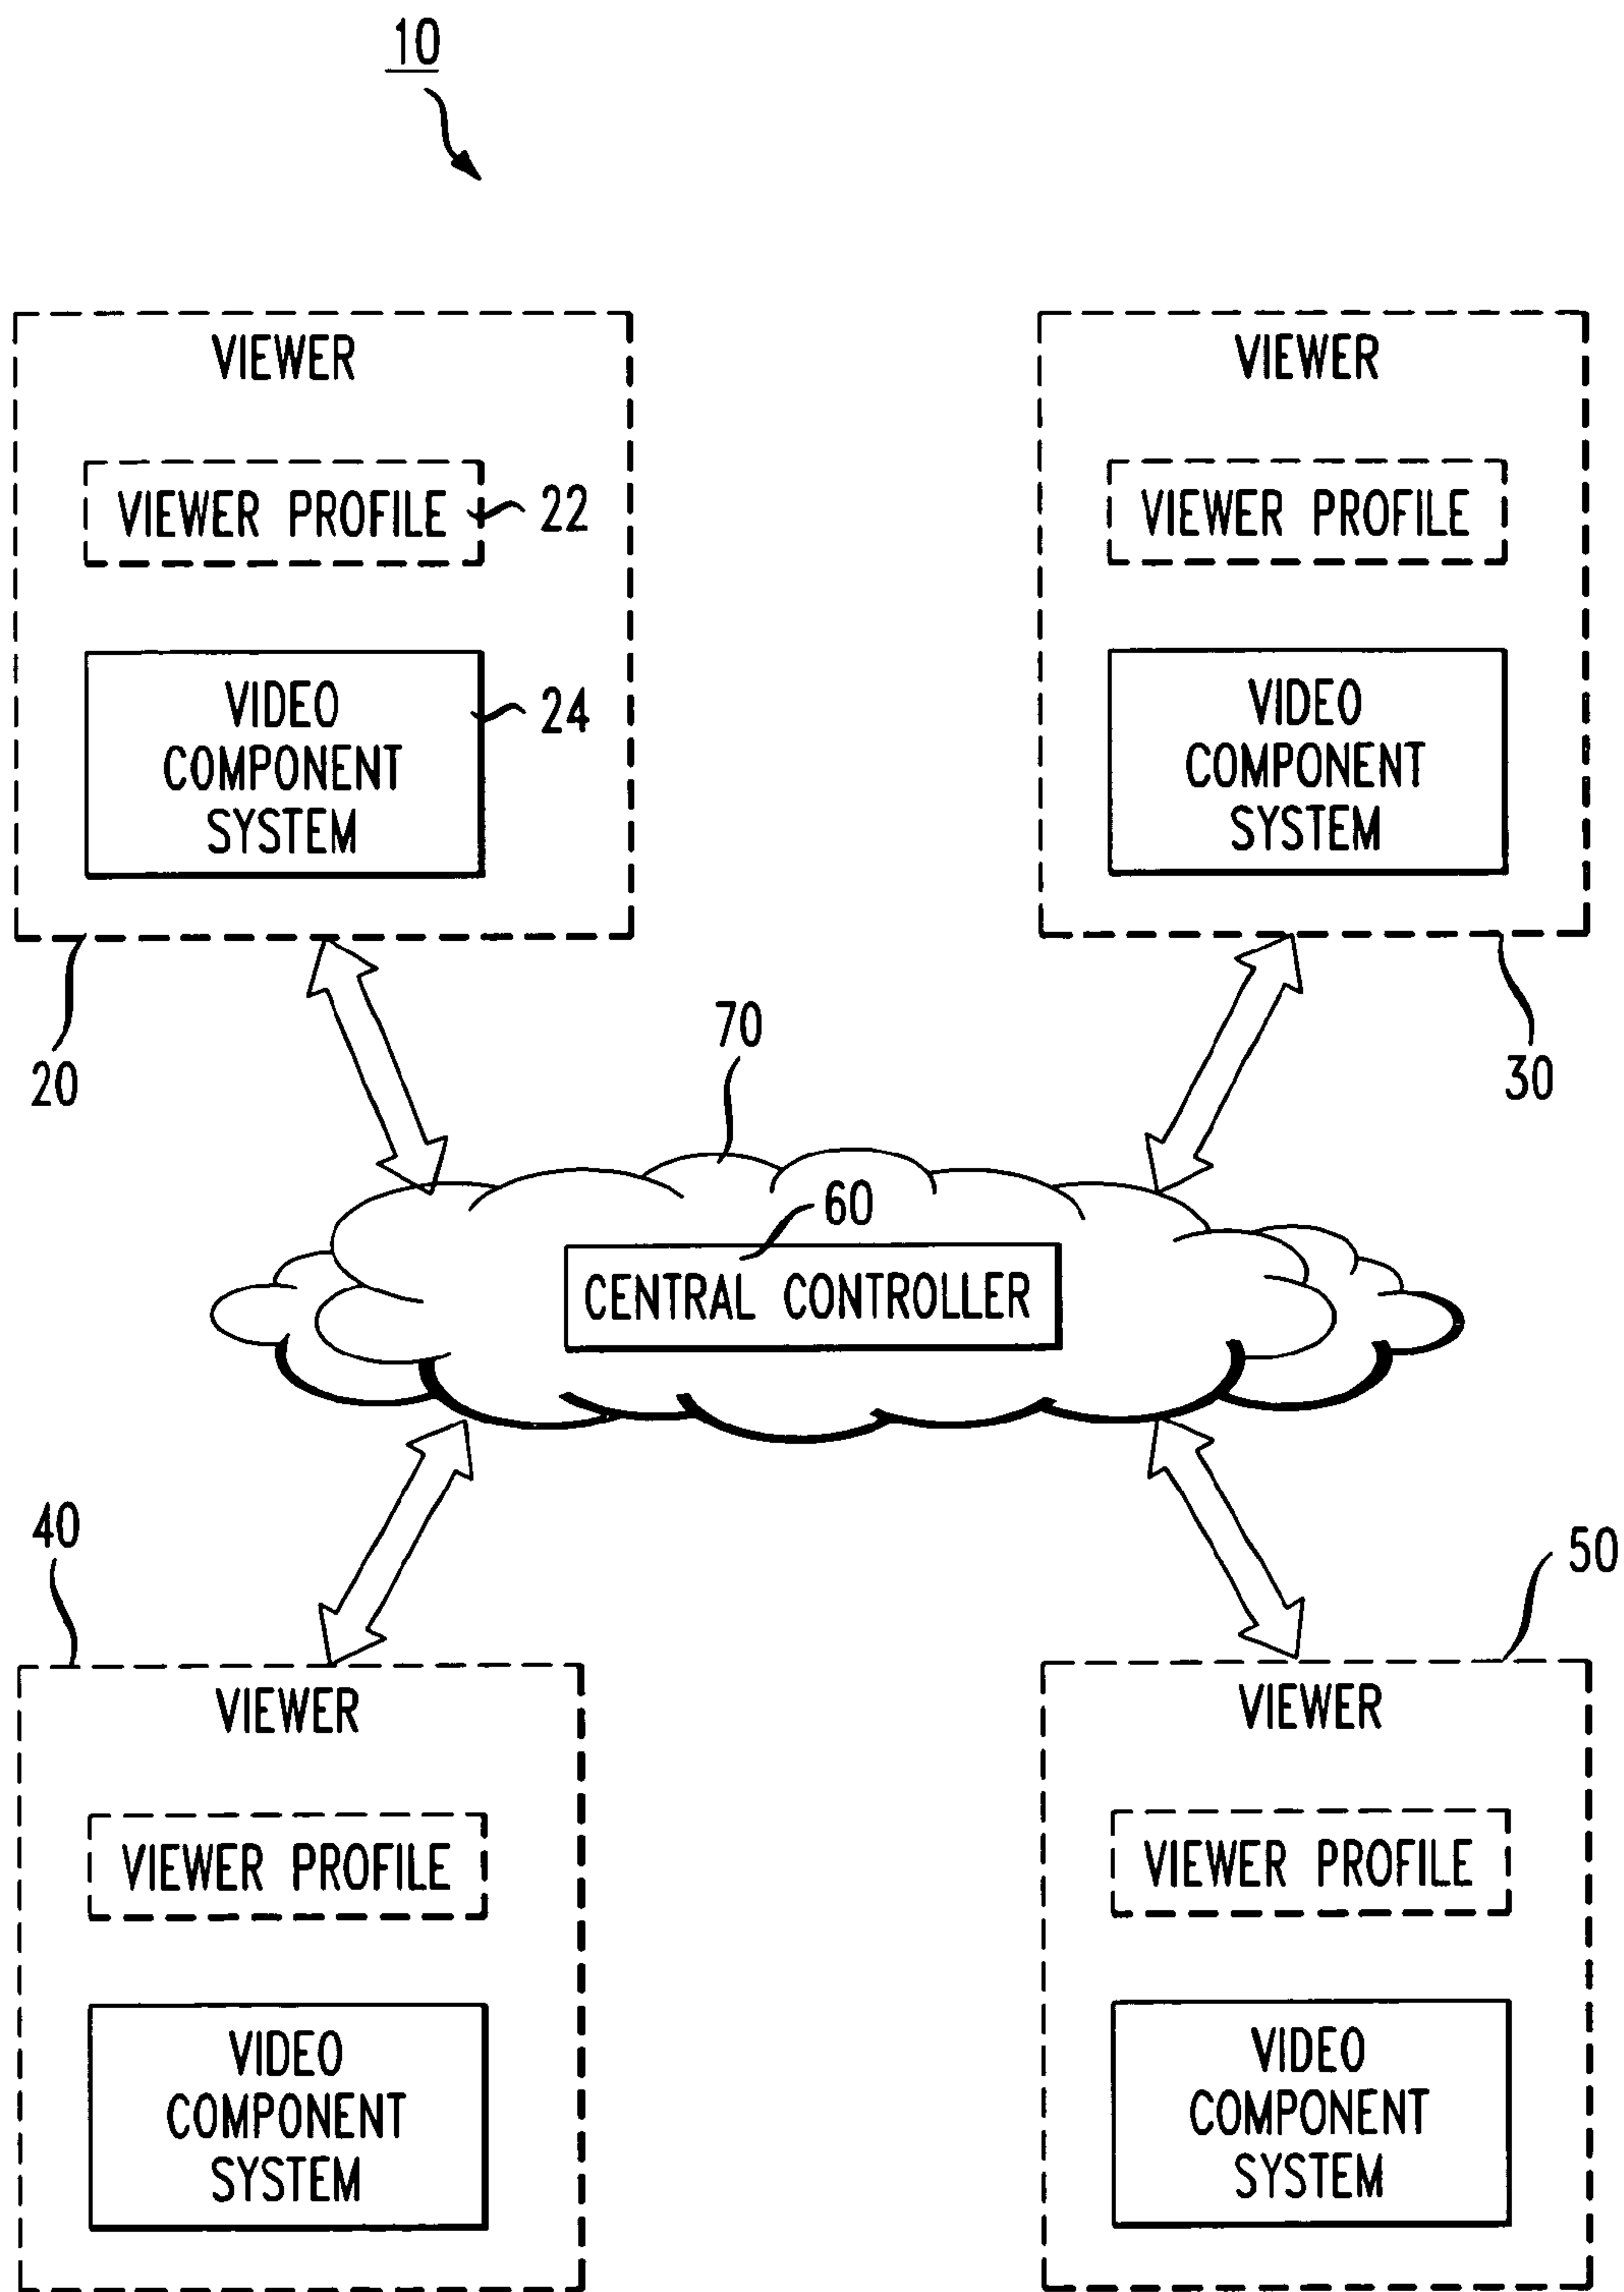 10
VIEWER
VIEWER PROFILE
22
VIDEO
COMPONENT
SYSTEM
24
20
VIEWER
VIEWER PROFILE
VIDEO
COMPONENT
SYSTEM
30
70
60
CENTRAL CONTROLLER
40
VIEWER
VIEWER PROFILE
VIDEO
COMPONENT
SYSTEM
50
VIEWER
VIEWER PROFILE
VIDEO
COMPONENT
SYSTEM